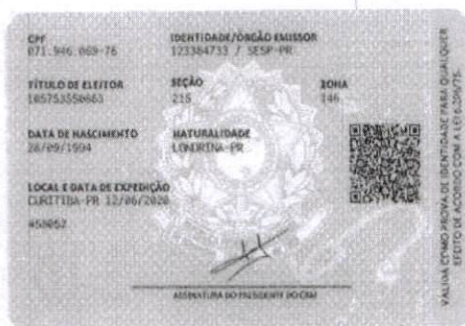 CPF IDENTIDADE/ÓRGÃO EMISSOR
071.946.069-76 123384733 / SESP-PR
TÍTULO DE ELEITOR SEÇÃO ZONA
105753550663 215 146
DATA DE NASCIMENTO NATURALIDADE
28/09/1994 LONDRINA-PR
LOCAL E DATA DE EXPEDIÇÃO
CURITIBA-PR 12/06/2020
ASSINATURA DO PRESIDENTE DO CRM
VÁLIDA COMO PROVA DE IDENTIDADE PARA QUALQUER
EFEITO DE ACORDO COM A LEI 6.206/75.